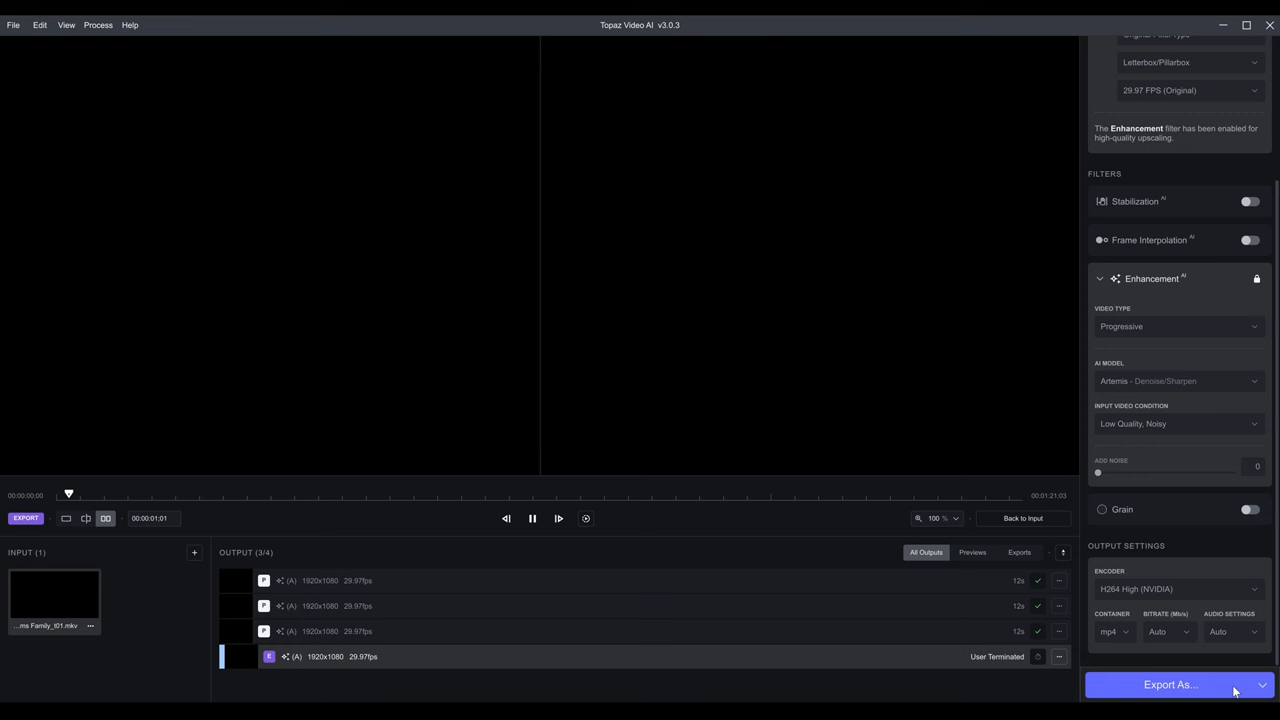 File Edit View Process Help
Topaz Video AI v3.0.3
Letterbox/Pillarbox
29.97 FPS (Original)
The Enhancement filter has been enabled for
high-quality upscaling.
FILTERS
Stabilization AI
Frame Interpolation AI
Enhancement AI
VIDEO TYPE
Progressive
AI MODEL
Artemis - Denoise/Sharpen
INPUT VIDEO CONDITION
Low Quality, Noisy
ADD NOISE
0
Grain
OUTPUT SETTINGS
ENCODER
H264 High (NVIDIA)
CONTAINER BITRATE (Mb/s) AUDIO SETTINGS
mp4 Auto Auto
Export As...
00:00:00;00
00:01:21;03
EXPORT 00:00:01;01 100 % Back to Input
INPUT (1)
...ms Family_t01.mkv
OUTPUT (3/4) All Outputs Previews Exports
P (A) 1920x1080 29.97fps 12s
P (A) 1920x1080 29.97fps 12s
P (A) 1920x1080 29.97fps 12s
E (A) 1920x1080 29.97fps User Terminated